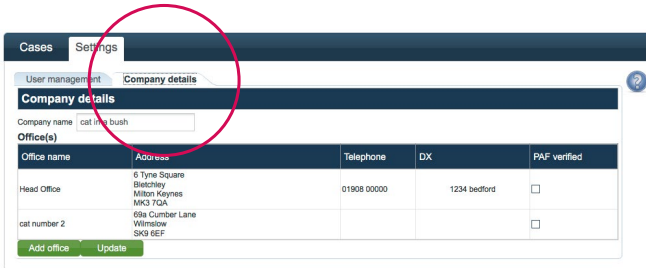 Cases Settings
User management Company details
?
Company details
Company name cat in a bush
Office(s)
Office name Address Telephone DX PAF verified
Head Office 6 Tyne Square 01908 00000 1234 bedford
Bletchley
Milton Keynes
MK3 7QA
cat number 2 69a Cumber Lane
Wilmslow
SK9 6EF
Add office Update